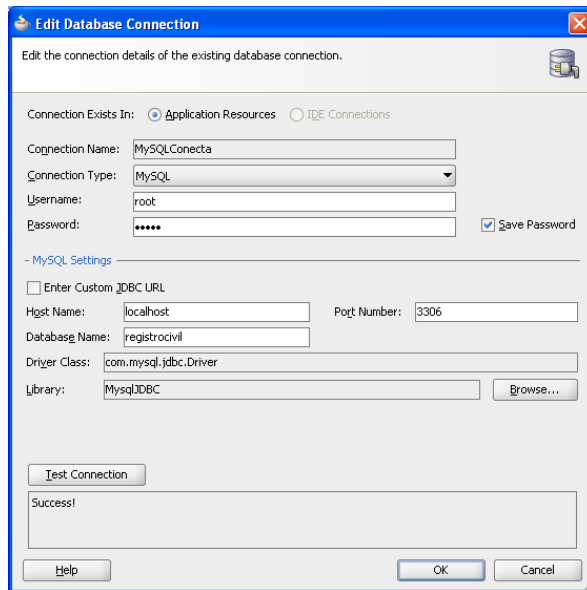 Edit Database Connection
Edit the connection details of the existing database connection.
Connection Exists In: Application Resources IDE Connections
Connection Name: MySQLConecta
Connection Type: MySQL
Username: root
Password: ••••• Save Password
MySQL Settings
Enter Custom JDBC URL
Host Name: localhost Port Number: 3306
Database Name: registrocivil
Driver Class: com.mysql.jdbc.Driver
Library: MysqlJDBC Browse...
Test Connection
Success!
Help OK Cancel